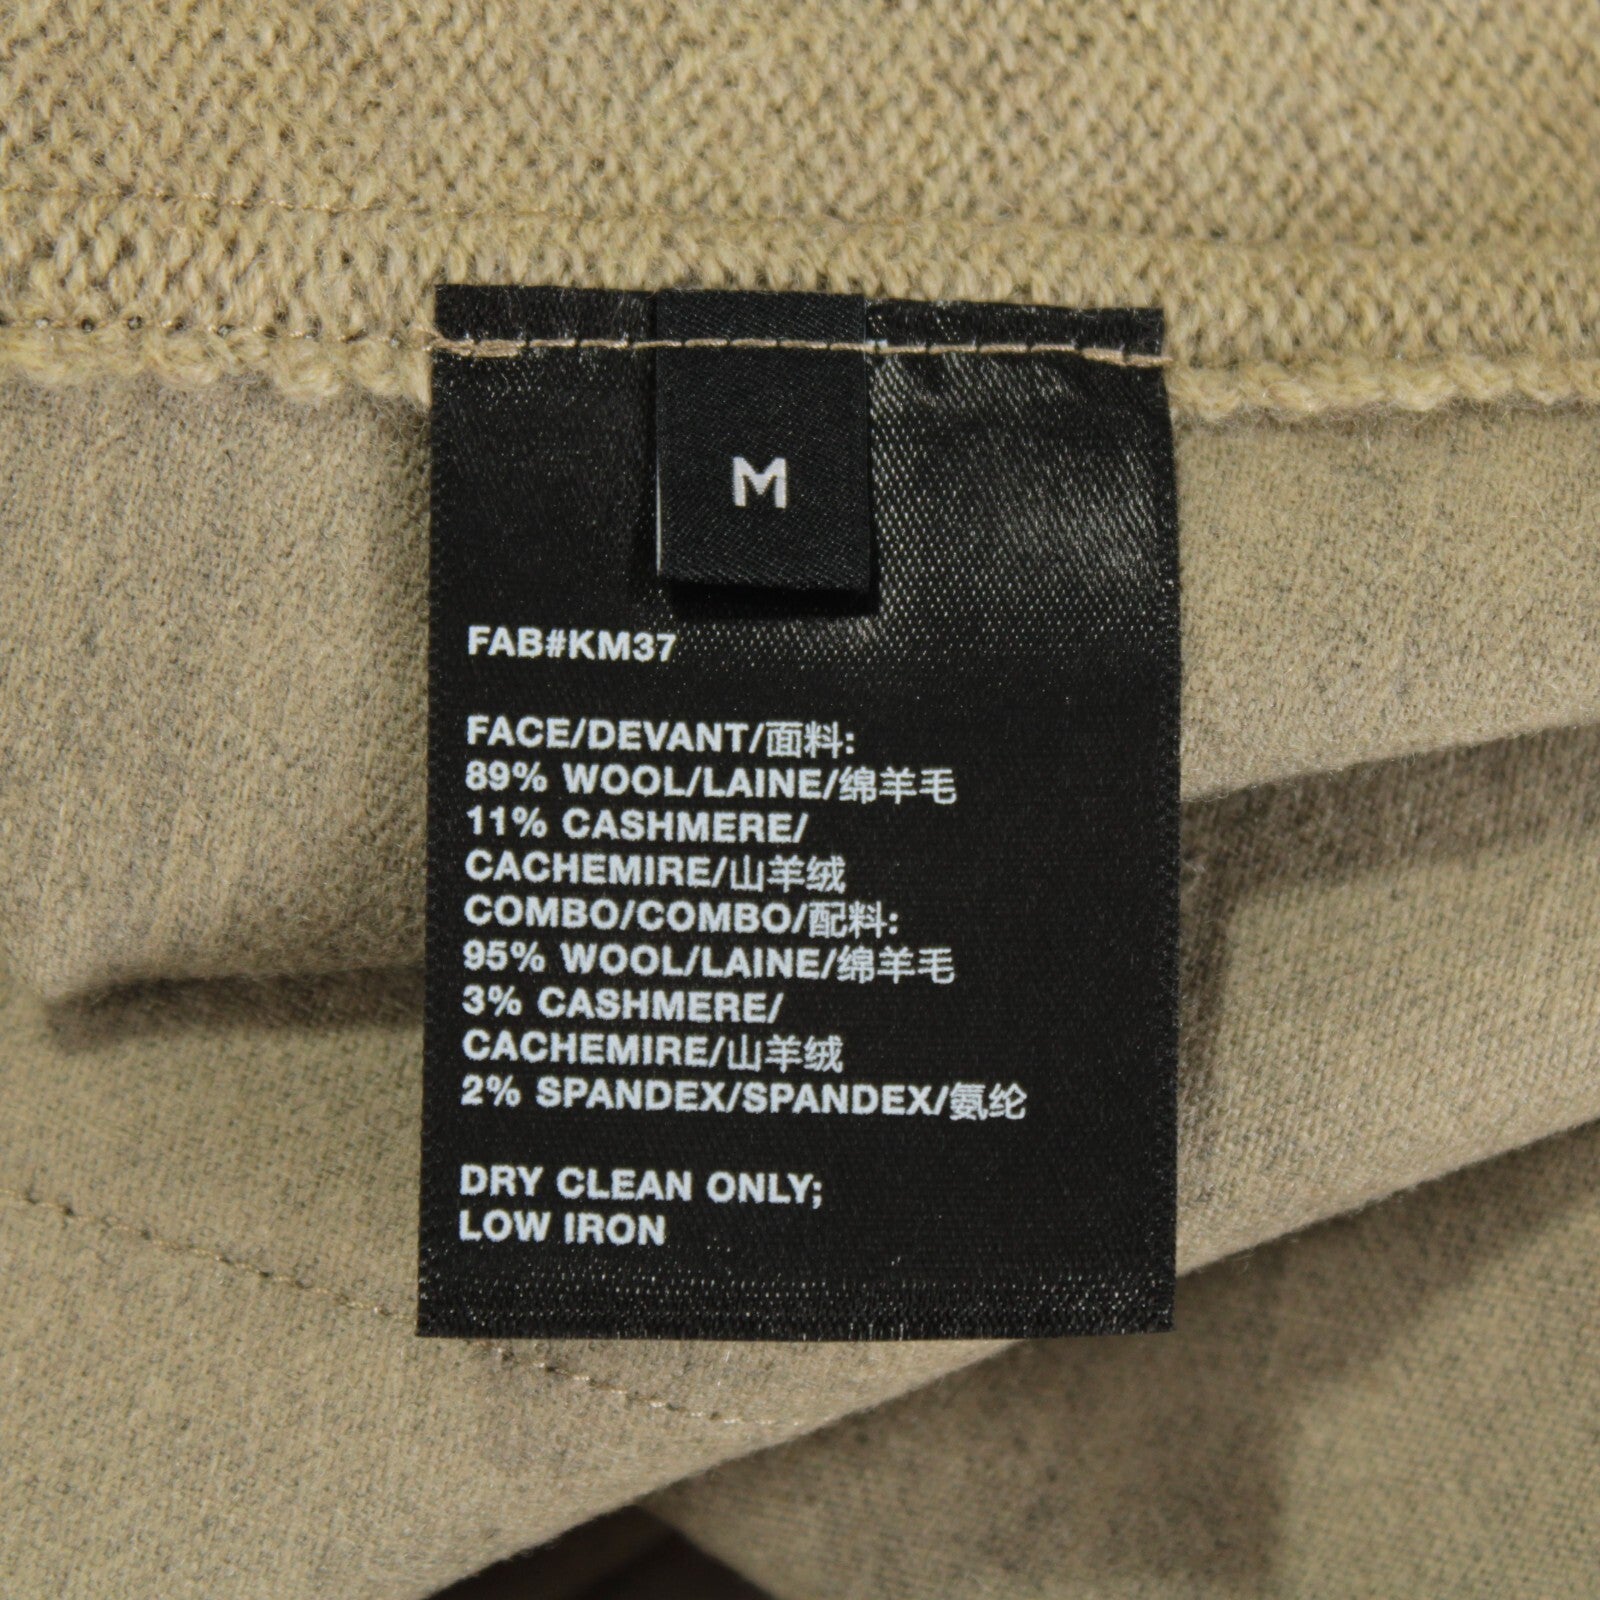 M
FAB#KM37
FACE/DEVANT/面料:
89% WOOL/LAINE/绵羊毛
11% CASHMERE/
CACHEMIRE/山羊绒
COMBO/COMBO/配料:
95% WOOL/LAINE/绵羊毛
3% CASHMERE/
CACHEMIRE/山羊绒
2% SPANDEX/SPANDEX/氨纶
DRY CLEAN ONLY;
LOW IRON